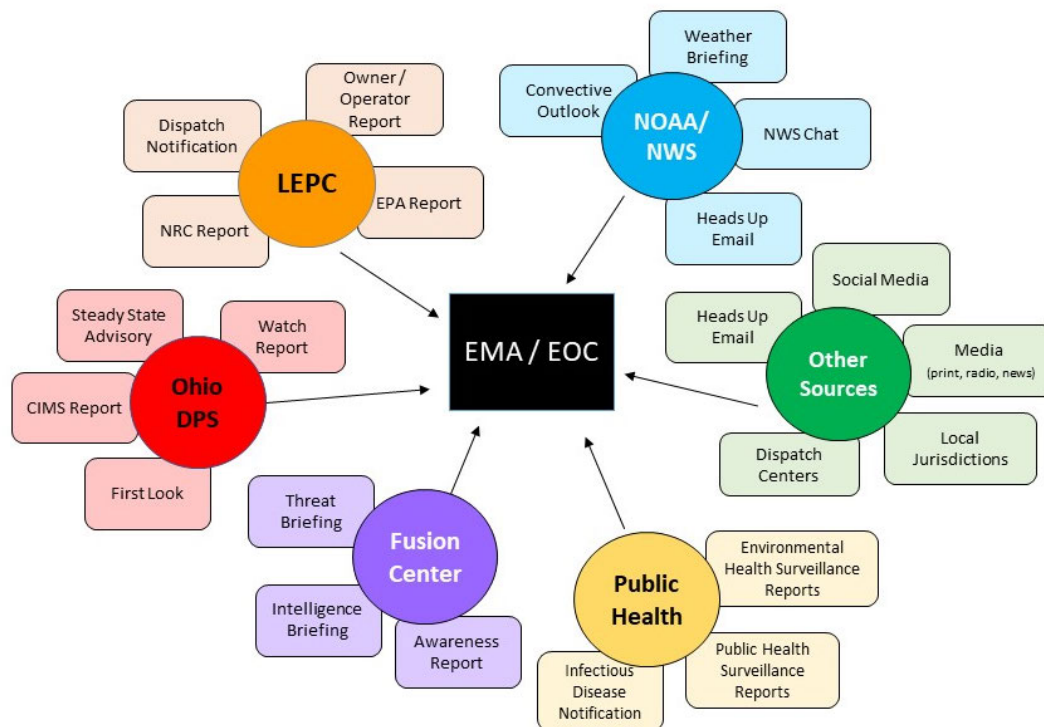 Owner /
Operator
Report
Dispatch
Notification
LEPC
EPA Report
NRC Report
Weather
Briefing
Convective
Outlook
NOAA/
NWS
NWS Chat
Heads Up
Email
Steady State
Advisory
Watch
Report
Ohio
DPS
CIMS Report
First Look
EMA / EOC
Social Media
Heads Up
Email
Other
Sources
Media
(print, radio, news)
Dispatch
Centers
Local
Jurisdictions
Threat
Briefing
Fusion
Center
Intelligence
Briefing
Awareness
Report
Public
Health
Environmental
Health Surveillance
Reports
Public Health
Surveillance
Reports
Infectious
Disease
Notification